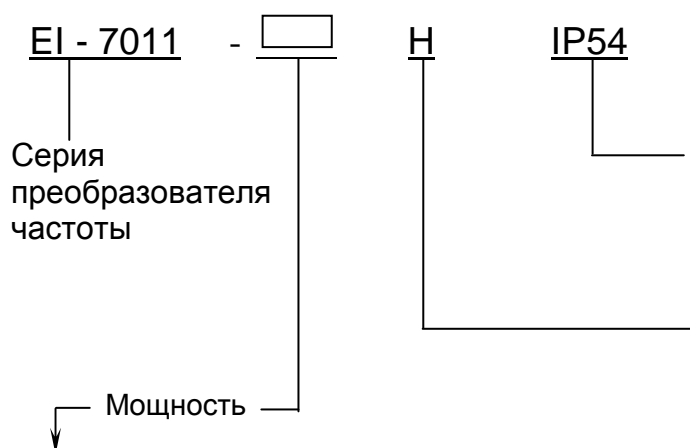 EI - 7011 - H IP54
Серия
преобразователя
частоты
Мощность